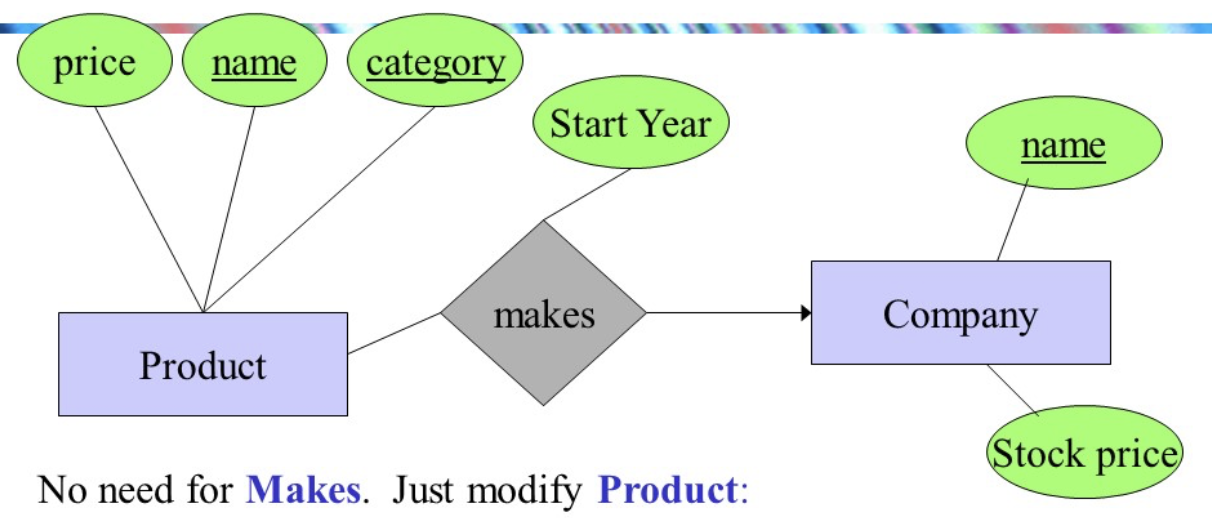 price name category
Start Year
name
makes
Company
Product
Stock price
No need for Makes. Just modify Product: